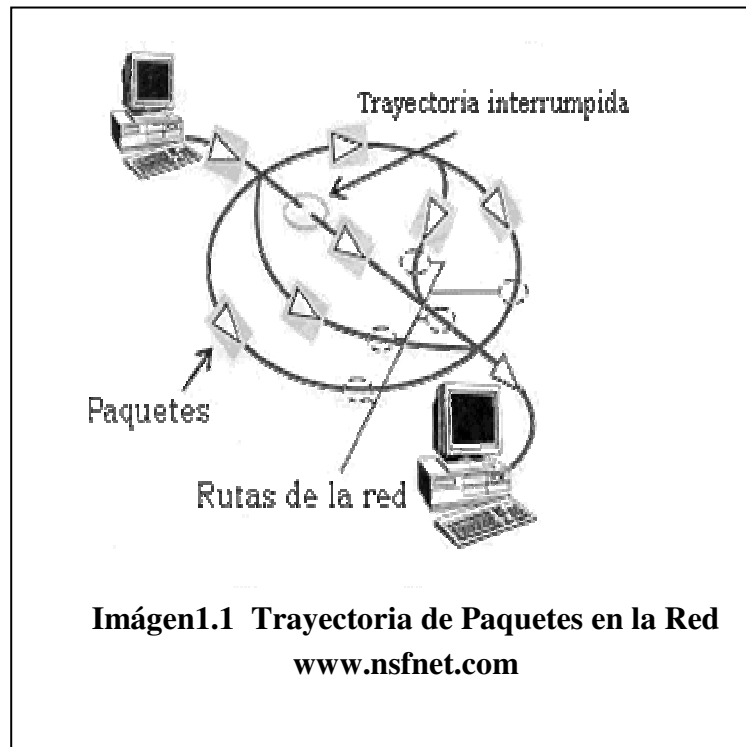 Trayectoria interrumpida
Paquetes
Rutas de la red
Imágen1.1 Trayectoria de Paquetes en la Red
www.nsfnet.com